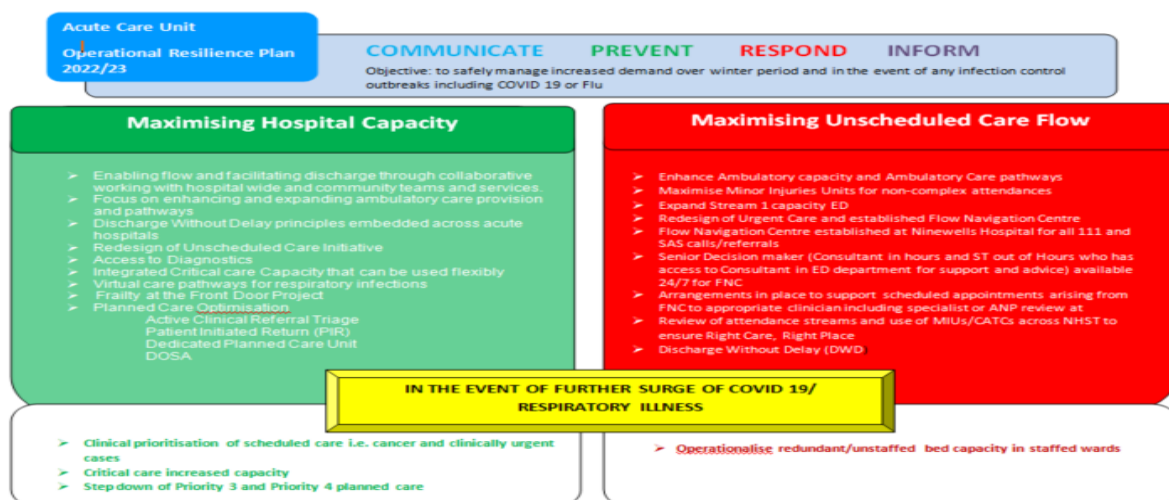 Acute Care Unit
Operational Resilience Plan
2022/23
COMMUNICATE PREVENT RESPOND INFORM
Objective: to safely manage increased demand over winter period and in the event of any infection control
outbreaks including COVID 19 or Flu
Maximising Hospital Capacity
➢ Enabling flow and facilitating discharge through collaborative
working with hospital wide and community teams and services.
➢ Focus on enhancing and expanding ambulatory care provision
and pathways
➢ Discharge Without Delay principles embedded across acute
hospitals
➢ Redesign of Unscheduled Care Initiative
➢ Access to Diagnostics
➢ Integrated Critical care Capacity that can be used flexibly
➢ Virtual care pathways for respiratory infections
➢ Frailty at the Front Door Project
➢ Planned Care Optimisation
Active Clinical Referral Triage
Patient Initiated Return (PIR)
Dedicated Planned Care Unit
DOSA
Maximising Unscheduled Care Flow
➢ Enhance Ambulatory capacity and Ambulatory Care pathways
➢ Maximise Minor Injuries Units for non-complex attendances
➢ Expand Stream 1 capacity ED
➢ Redesign of Urgent Care and established Flow Navigation Centre
➢ Flow Navigation Centre established at Ninewells Hospital for all 111 and
SAS calls/referrals
➢ Senior Decision maker (Consultant in hours and ST out of Hours who has
access to Consultant in ED department for support and advice) available
24/7 for FNC
➢ Arrangements in place to support scheduled appointments arising from
FNC to appropriate clinician including specialist or ANP review at
➢ Review of attendance streams and use of MIUs/CATCs across NHST to
ensure Right Care, Right Place
➢ Discharge Without Delay (DWD)
IN THE EVENT OF FURTHER SURGE OF COVID 19/
RESPIRATORY ILLNESS
➢ Clinical prioritisation of scheduled care i.e. cancer and clinically urgent
cases
➢ Critical care increased capacity
➢ Step down of Priority 3 and Priority 4 planned care
➢ Operationalise redundant/unstaffed bed capacity in staffed wards